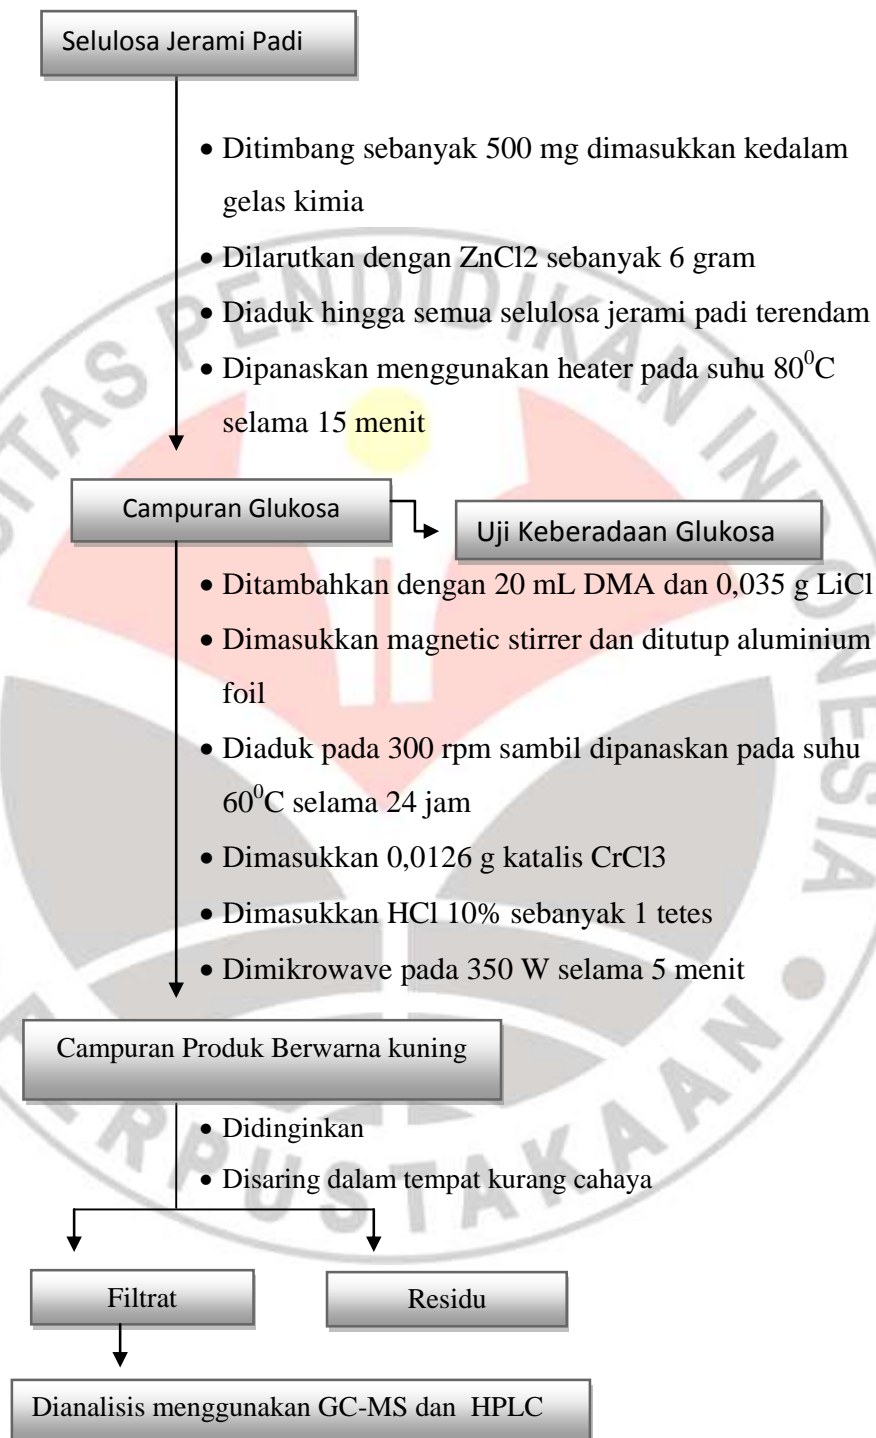 Selulosa Jerami Padi
• Ditimbang sebanyak 500 mg dimasukkan kedalam
gelas kimia
• Dilarutkan dengan ZnCl2 sebanyak 6 gram
• Diaduk hingga semua selulosa jerami padi terendam
• Dipanaskan menggunakan heater pada suhu 80⁰C
selama 15 menit
Campuran Glukosa
Uji Keberadaan Glukosa
• Ditambahkan dengan 20 mL DMA dan 0,035 g LiCl
• Dimasukkan magnetic stirrer dan ditutup aluminium
foil
• Diaduk pada 300 rpm sambil dipanaskan pada suhu
60⁰C selama 24 jam
• Dimasukkan 0,0126 g katalis CrCl3
• Dimasukkan HCl 10% sebanyak 1 tetes
• Dimikrowave pada 350 W selama 5 menit
Campuran Produk Berwarna kuning
• Didinginkan
• Disaring dalam tempat kurang cahaya
Filtrat
Residu
Dianalisis menggunakan GC-MS dan HPLC
SITAS PENDIDIKAN INDONESIA
ERPUSTAKAAN